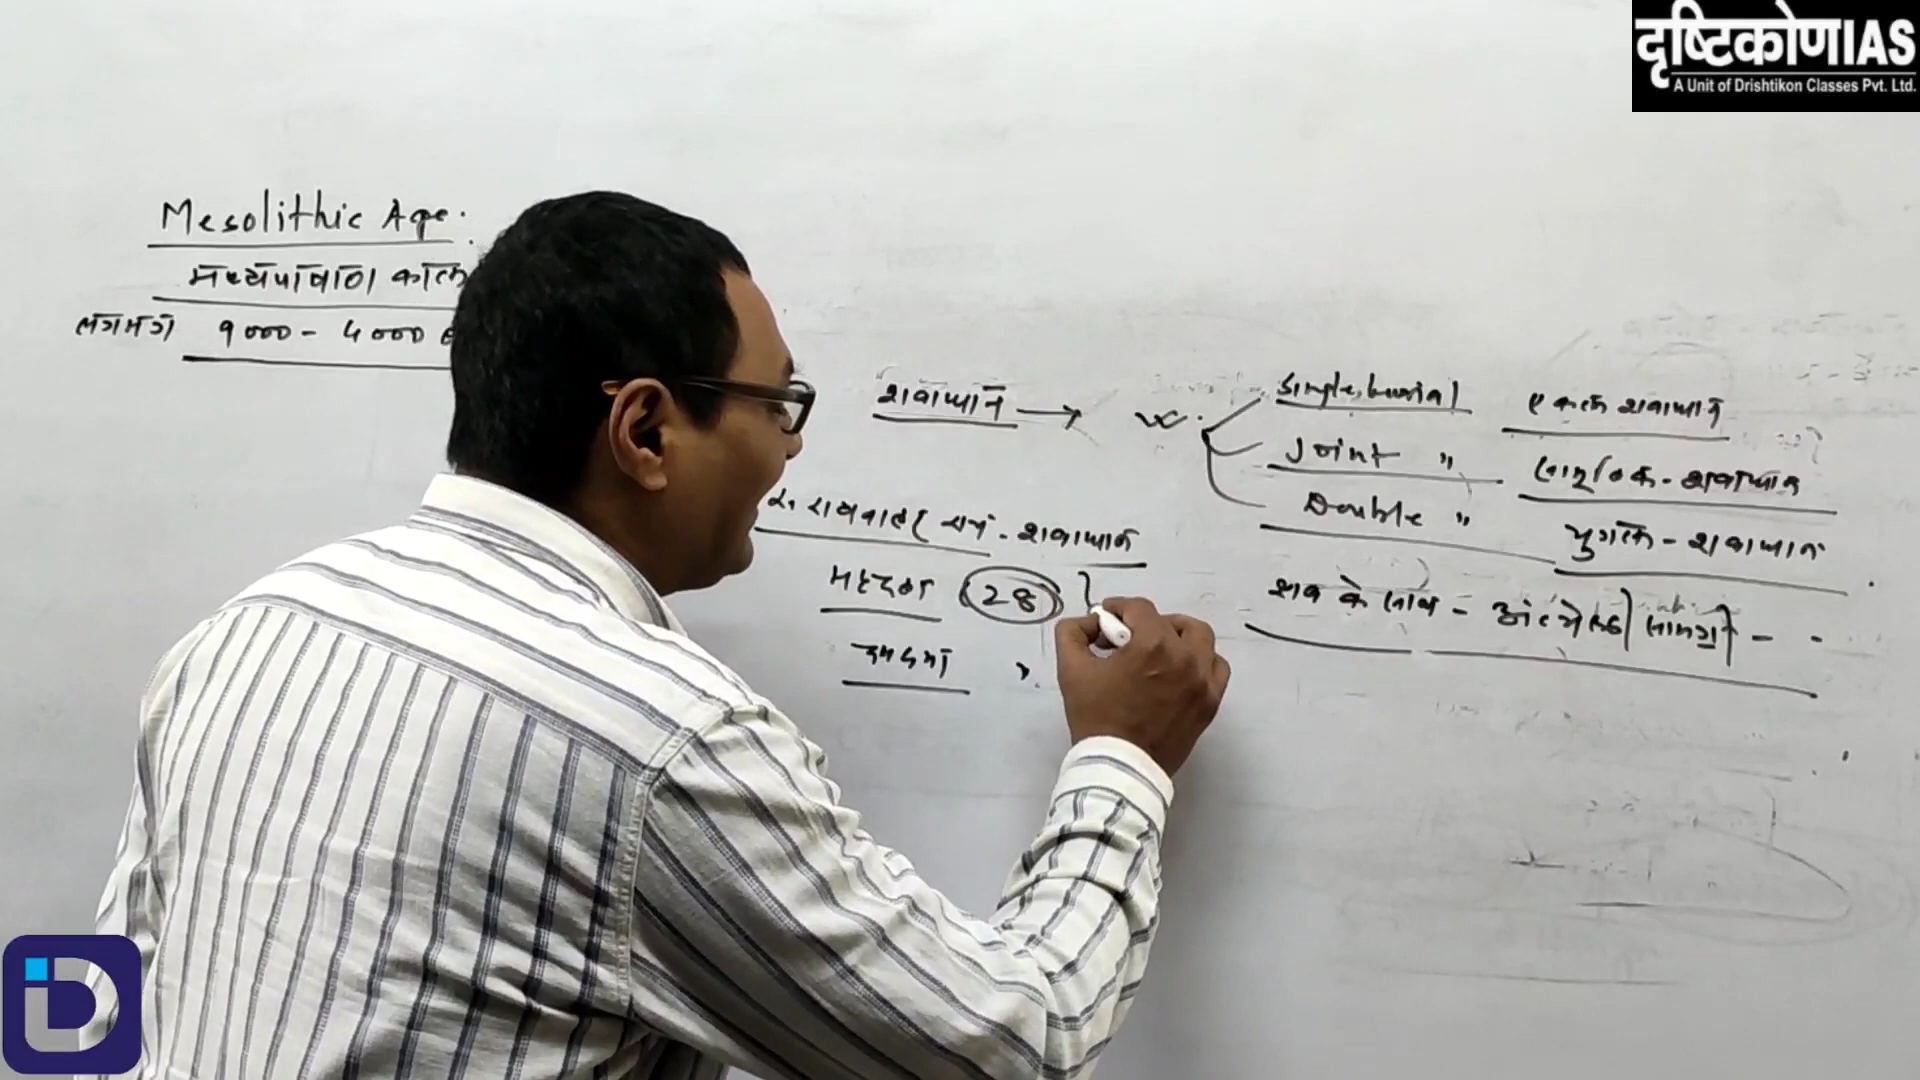 दृष्टिकोणIAS
A Unit of Drishtikon Classes Pvt. Ltd.
Mesolithic Age.
मध्यपाषाण काल
लगभग 9000 - 4000
शवाधान →
Simple burial एकल शवाधान
Joint " सामूहिक - शवाधान
Double " युगल - शवाधान
सराय नाहर राय - शवाधान
महदहा 28
दमदमा
शव के साथ - अंत्येष्टि सामग्री - -